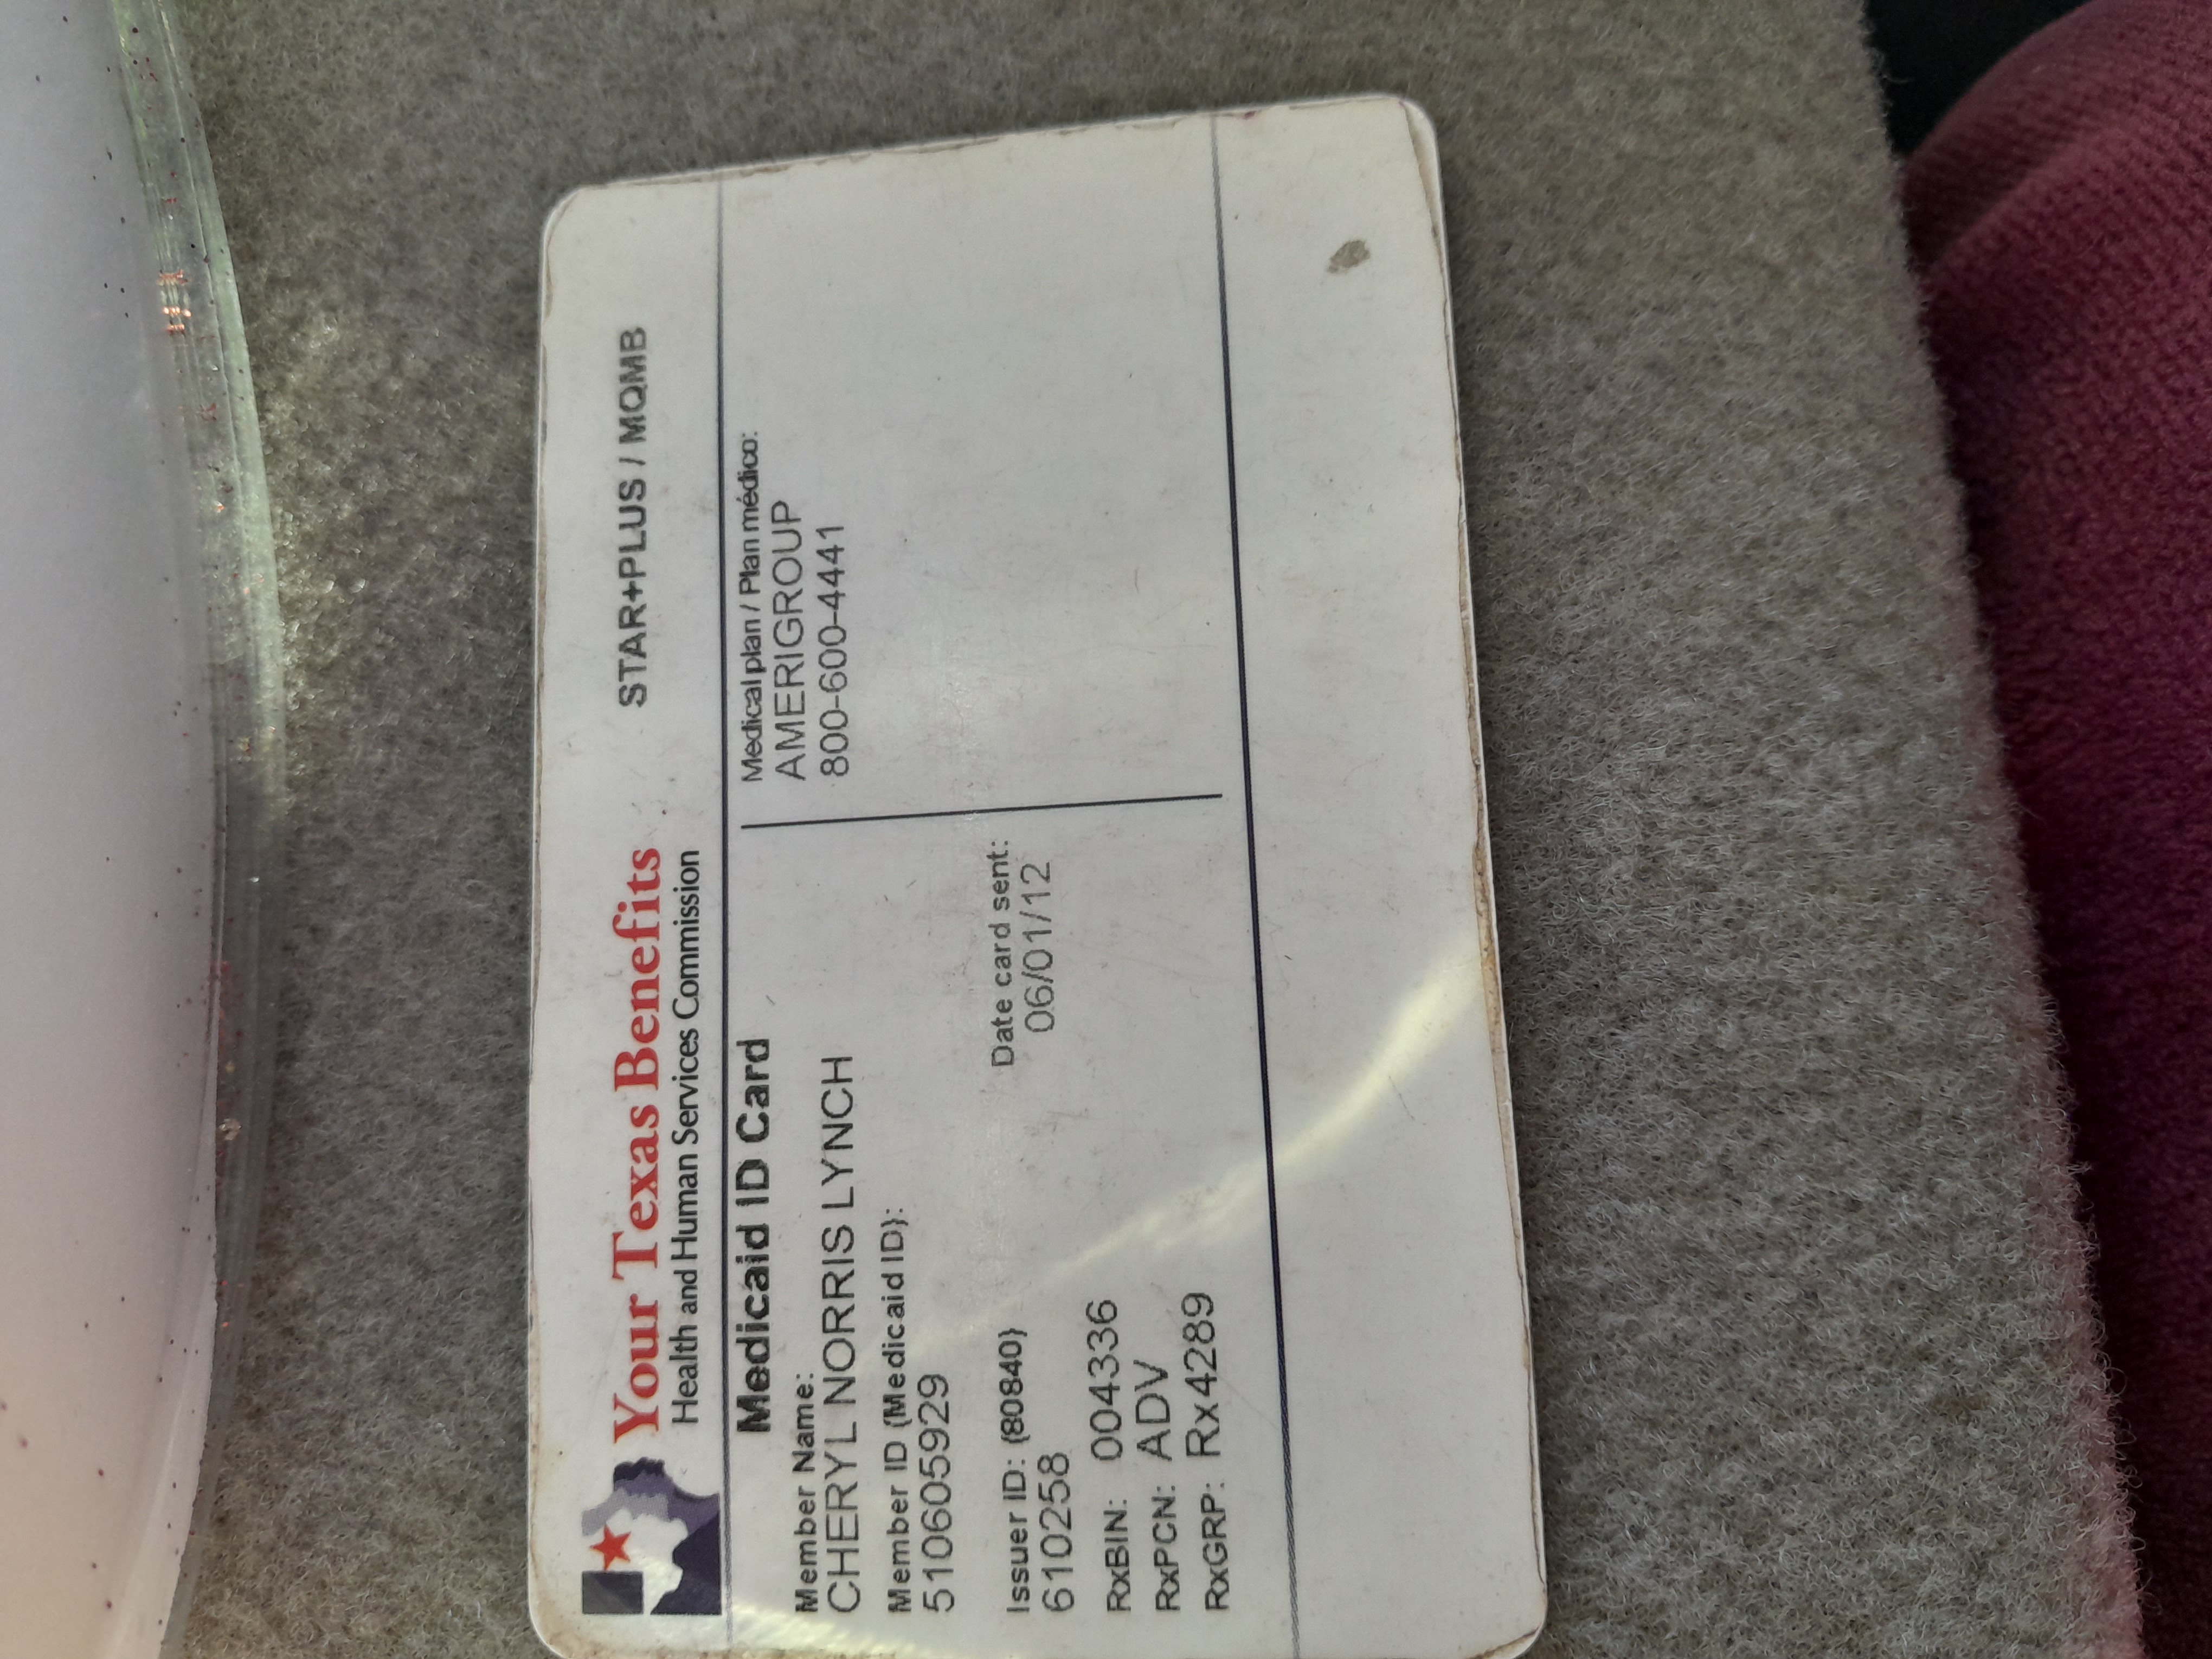 Your Texas Benefits
Health and Human Services Commission
STAR+PLUS / MQMB
Medicaid ID Card
Member Name:
CHERYL NORRIS LYNCH
Member ID (Medicaid ID):
510605929
Issuer ID: (80840)
610258
Date card sent:
06/01/12
RxBIN: 004336
RxPCN: ADV
RxGRP: Rx4289
Medical plan / Plan médico:
AMERIGROUP
800-600-4441